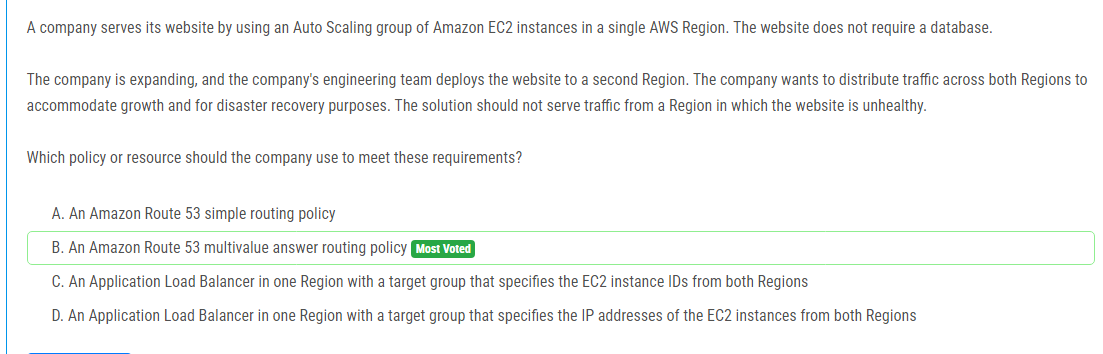 A company serves its website by using an Auto Scaling group of Amazon EC2 instances in a single AWS Region. The website does not require a database.
The company is expanding, and the company's engineering team deploys the website to a second Region. The company wants to distribute traffic across both Regions to
accommodate growth and for disaster recovery purposes. The solution should not serve traffic from a Region in which the website is unhealthy.
Which policy or resource should the company use to meet these requirements?
A. An Amazon Route 53 simple routing policy
B. An Amazon Route 53 multivalue answer routing policy Most Voted
C. An Application Load Balancer in one Region with a target group that specifies the EC2 instance IDs from both Regions
D. An Application Load Balancer in one Region with a target group that specifies the IP addresses of the EC2 instances from both Regions